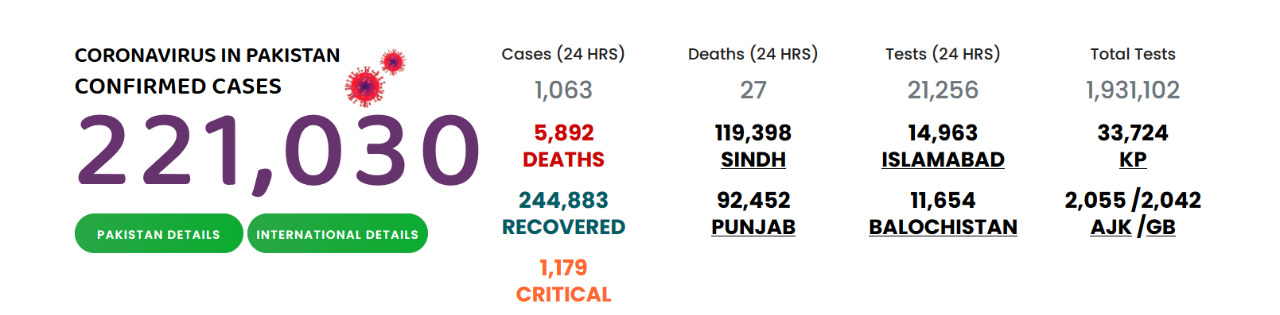 CORONAVIRUS IN PAKISTAN
CONFIRMED CASES
221,030
PAKISTAN DETAILS
INTERNATIONAL DETAILS
Cases (24 HRS)
1,063
5,892
DEATHS
244,883
RECOVERED
1,179
CRITICAL
Deaths (24 HRS)
27
119,398
SINDH
92,452
PUNJAB
Tests (24 HRS)
21,256
14,963
ISLAMABAD
11,654
BALOCHISTAN
Total Tests
1,931,102
33,724
KP
2,055 /2,042
AJK /GB